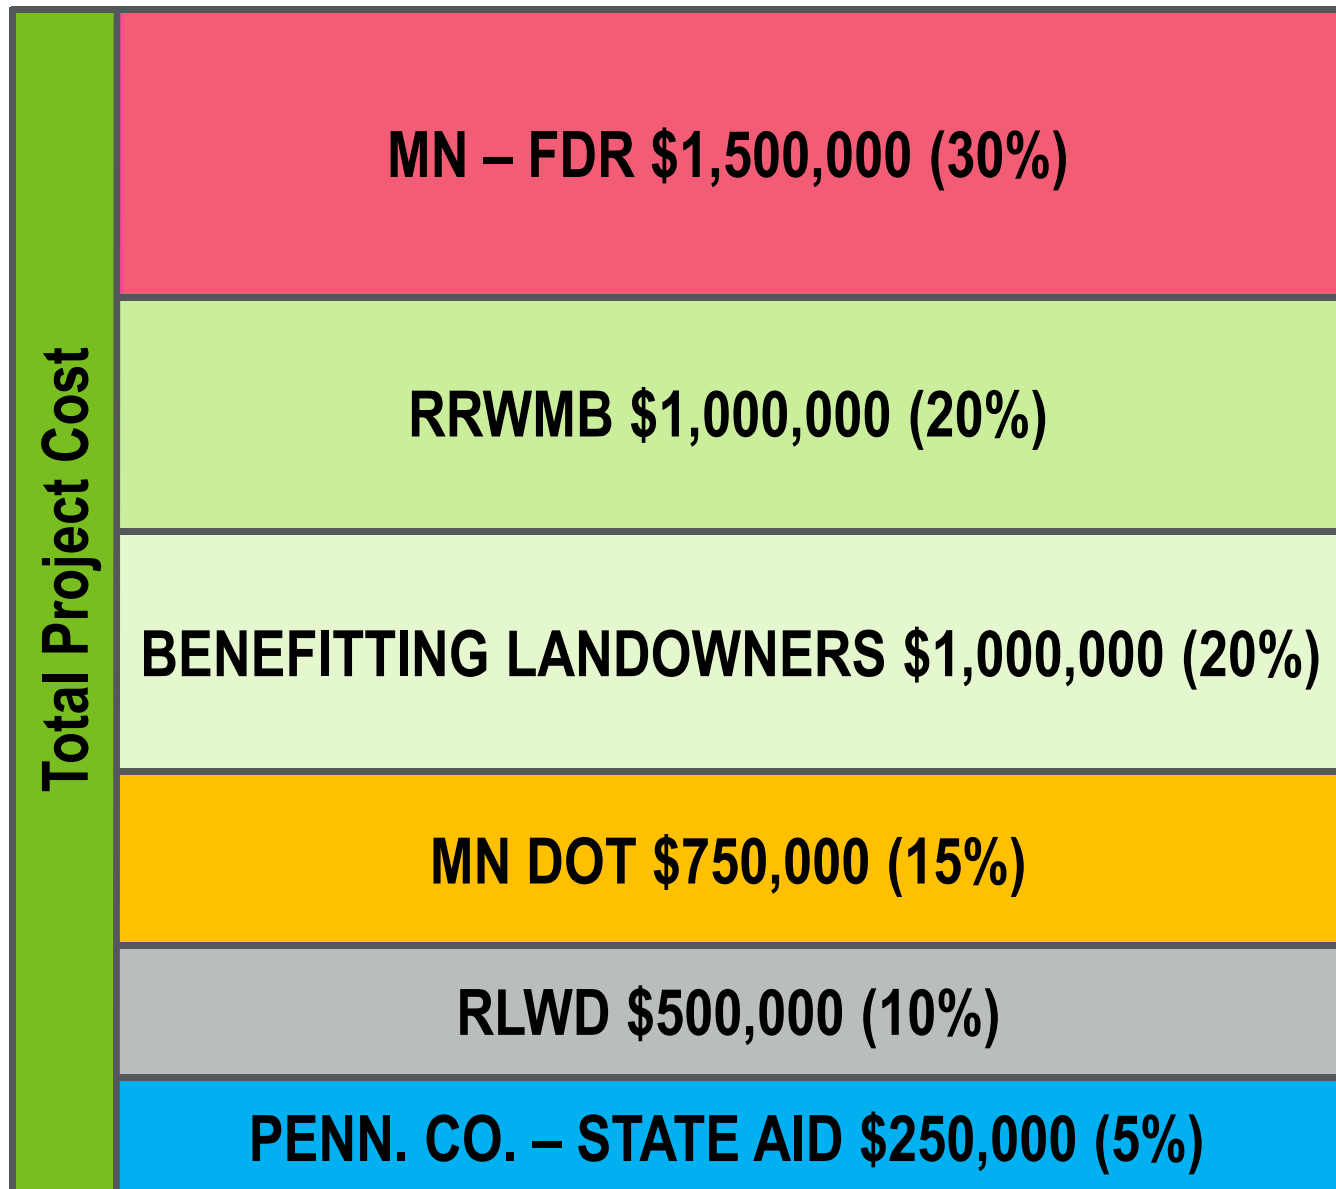 Total Project Cost
MN – FDR $1,500,000 (30%)
RRWMB $1,000,000 (20%)
BENEFITTING LANDOWNERS $1,000,000 (20%)
MN DOT $750,000 (15%)
RLWD $500,000 (10%)
PENN. CO. – STATE AID $250,000 (5%)